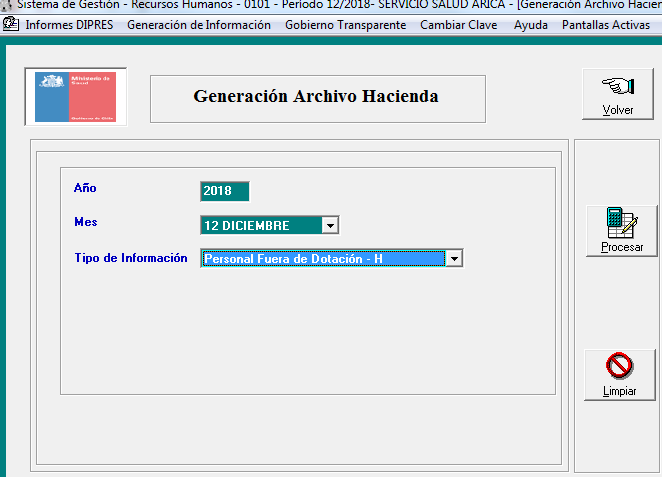 Sistema de Gestión - Recursos Humanos - 0101 - Periodo 12/2018- SERVICIO SALUD ARICA - [Generación Archivo Hacien
Informes DIPRES Generación de Información Gobierno Transparente Cambiar Clave Ayuda Pantallas Activas
Ministerio de
Salud
Gobierno de Chile
Generación Archivo Hacienda
Volver
Año 2018
Mes 12 DICIEMBRE
Tipo de Información Personal Fuera de Dotación - H
Procesar
Limpiar